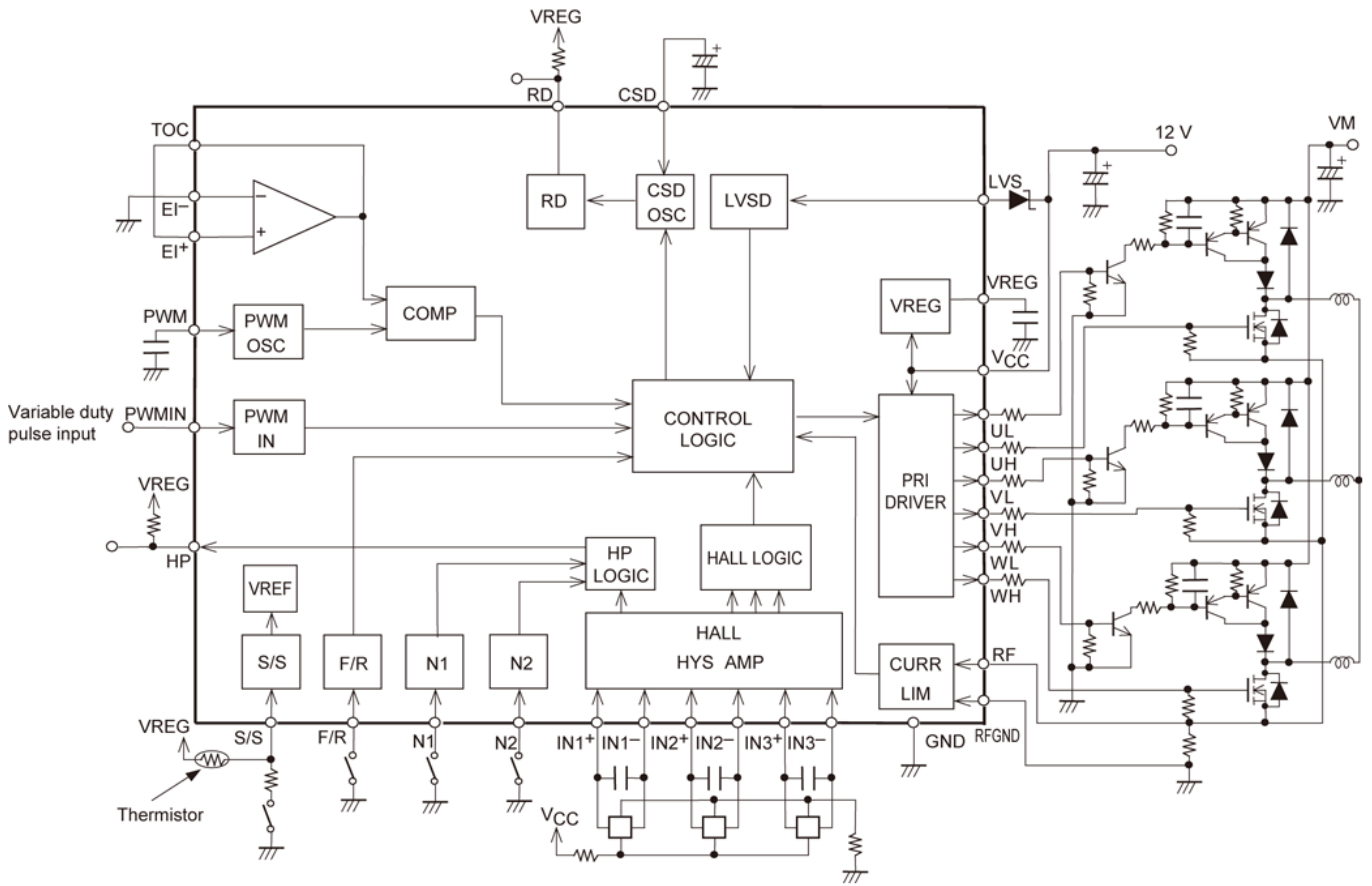 VREG
RD
CSD
+
TOC
12 V
VM
+
+
LVS
EI–
–
+
EI+
RD
CSD
OSC
LVSD
VREG
VREG
PWM
PWM
OSC
COMP
VCC
Variable duty
pulse input
PWMIN
PWM
IN
CONTROL
LOGIC
PRI
DRIVER
UL
UH
VL
VH
WL
WH
VREG
HP
HP
LOGIC
HALL LOGIC
VREF
S/S
F/R
N1
N2
HALL
HYS AMP
CURR
LIM
RF
VREG
S/S
F/R
N1
N2
IN1+
IN1–
IN2+
IN2–
IN3+
IN3–
GND
RFGND
Thermistor
VCC